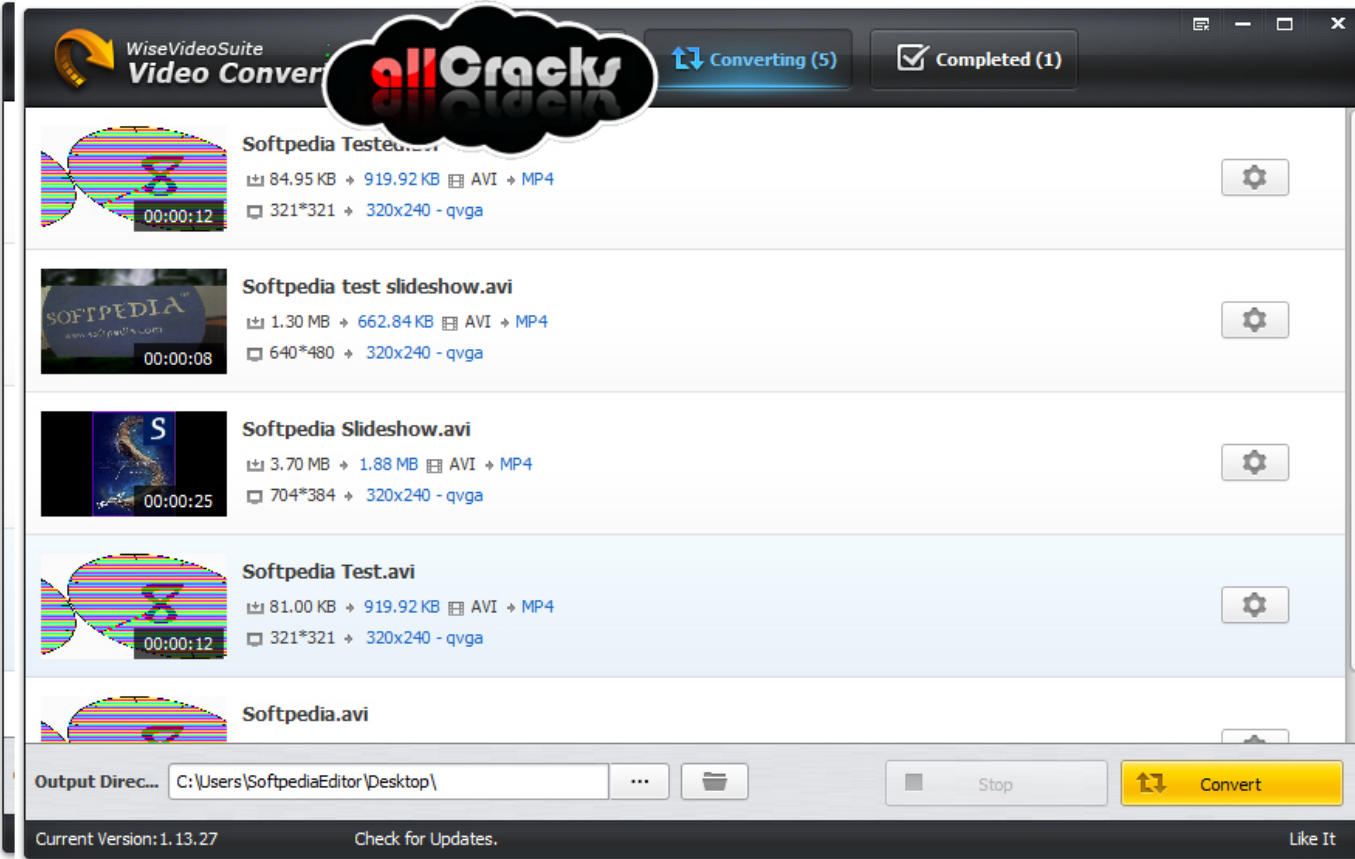 WiseVideoSuite
Video Conver
allCracks
Converting (5)
Completed (1)
00:00:12
Softpedia Tested.avi
84.95 KB 919.92 KB AVI MP4
321*321 320x240 - qvga
SOFTPEDIA
www.softpedia.com
00:00:08
Softpedia test slideshow.avi
1.30 MB 662.84 KB AVI MP4
640*480 320x240 - qvga
S
00:00:25
Softpedia Slideshow.avi
3.70 MB 1.88 MB AVI MP4
704*384 320x240 - qvga
00:00:12
Softpedia Test.avi
81.00 KB 919.92 KB AVI MP4
321*321 320x240 - qvga
Softpedia.avi
Output Direc... C:\Users\SoftpediaEditor\Desktop\ ... Stop Convert
Current Version:1.13.27 Check for Updates. Like It